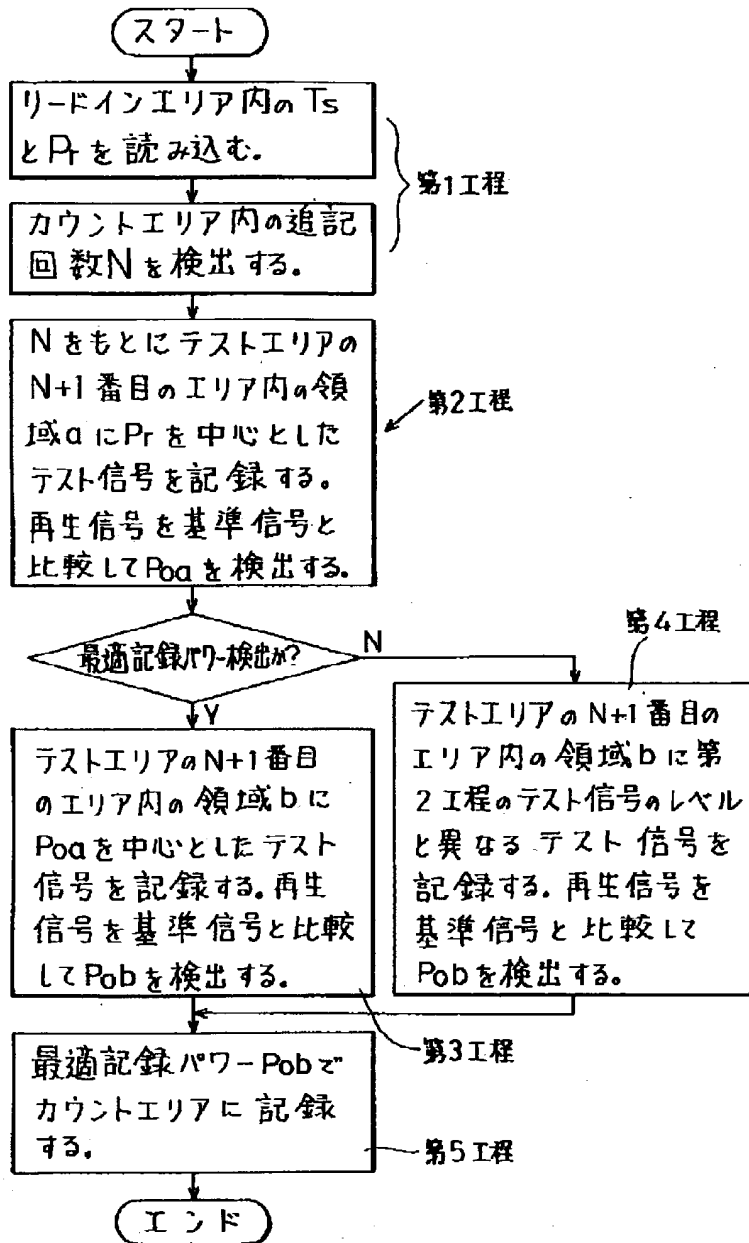 スタート
リードインエリア内のTs
とPrを読み込む.
カウントエリア内の追記
回数Nを検出する。
第1工程
Nをもとにテストエリアの
N+1番目のエリア内の領
域aにPrを中心とした
テスト信号を記録する。
再生信号を基準信号と
比較してPoaを検出する.
第2工程
最適記録パワー検出か?
N
Y
テストエリアのN+1番目
のエリア内の領域bに
Poaを中心としたテスト
信号を記録する.再生
信号を基準信号と比較
してPobを検出する.
第3工程
第4工程
テストエリアのN+1番目の
エリア内の領域bに第
2工程のテスト信号のレベル
と異なるテスト信号を
記録する.再生信号を
基準信号と比較して
Pobを検出する。
最適記録パワーPobで
カウントエリアに記録
する。
第5工程
エンド